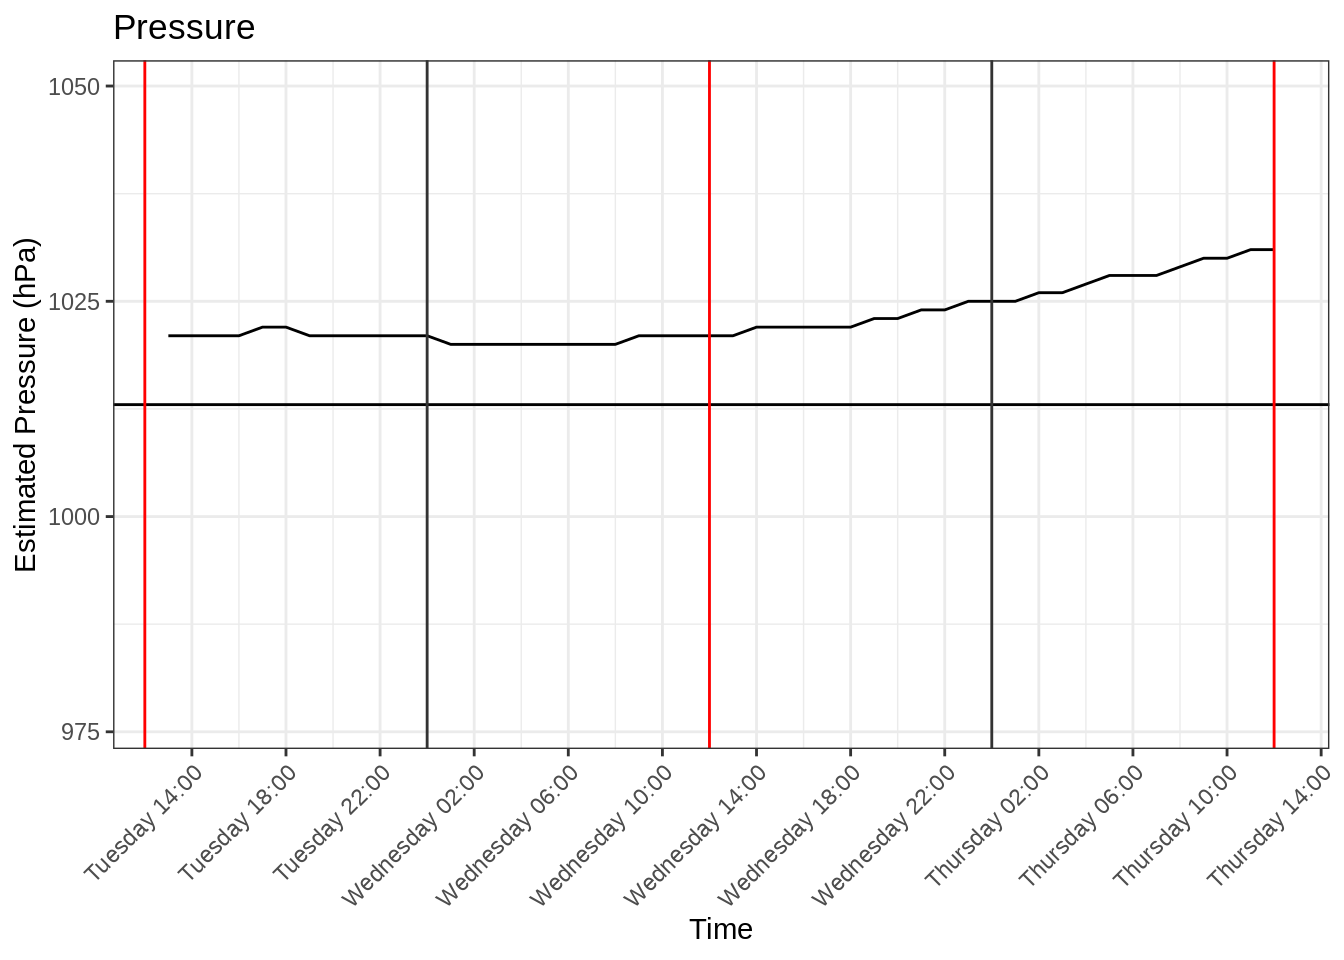 Pressure
Estimated Pressure (hPa)
1050
1025
1000
975
Tuesday 14:00
Tuesday 18:00
Tuesday 22:00
Wednesday 02:00
Wednesday 06:00
Wednesday 10:00
Wednesday 14:00
Wednesday 18:00
Wednesday 22:00
Thursday 02:00
Thursday 06:00
Thursday 10:00
Thursday 14:00
Time